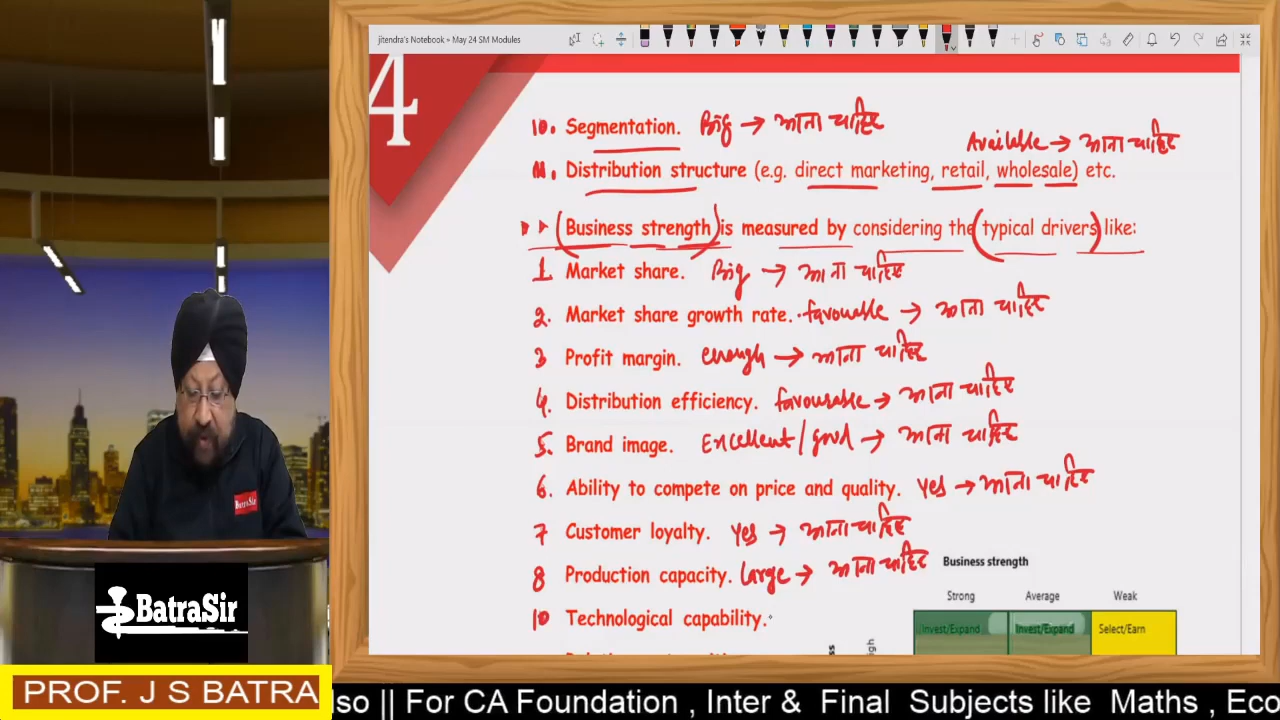 jitendra's Notebook » May 24 SM Modules
4
10. Segmentation. Big → आना चाहिए
Available → आना चाहिए
11. Distribution structure (e.g. direct marketing, retail, wholesale) etc.
(Business strength) is measured by considering the (typical drivers) like:
1 Market share. Big → आना चाहिए
2. Market share growth rate. favourable → आना चाहिए
3 Profit margin. enough → आना चाहिए
4. Distribution efficiency. favourable → आना चाहिए
5. Brand image. Excellent/good → आना चाहिए
6. Ability to compete on price and quality. yes → आना चाहिए
7 Customer loyalty. yes → आना चाहिए
8 Production capacity. large → आना चाहिए
10 Technological capability.
Business strength
Strong Average Weak
Invest/Expand Invest/Expand Select/Earn
BatraSir
BatraSir
PROF. J S BATRA
lso || For CA Foundation , Inter & Final Subjects like Maths , Eco